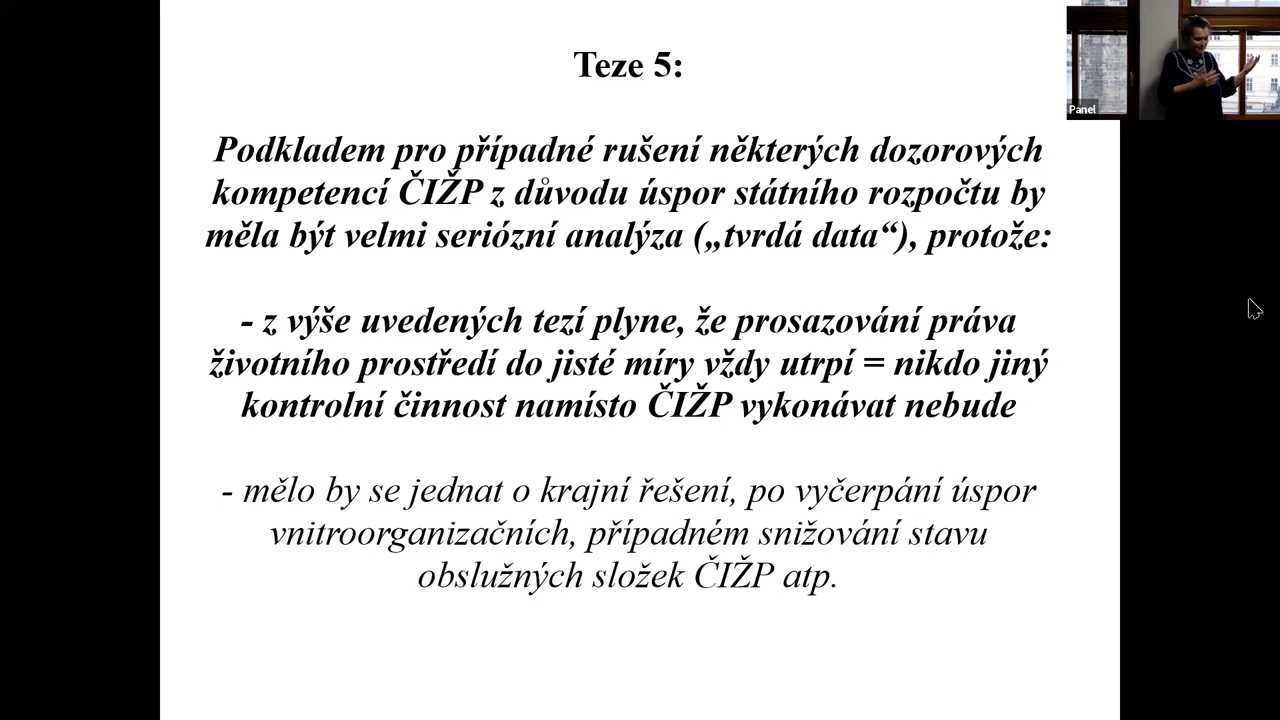 Teze 5:
Podkladem pro případné rušení některých dozorových
kompetencí ČIŽP z důvodu úspor státního rozpočtu by
měla být velmi seriózní analýza („tvrdá data“), protože:
- z výše uvedených tezí plyne, že prosazování práva
životního prostředí do jisté míry vždy utrpí = nikdo jiný
kontrolní činnost namísto ČIŽP vykonávat nebude
- mělo by se jednat o krajní řešení, po vyčerpání úspor
vnitroorganizačních, případném snižování stavu
obslužných složek ČIŽP atp.
Panel